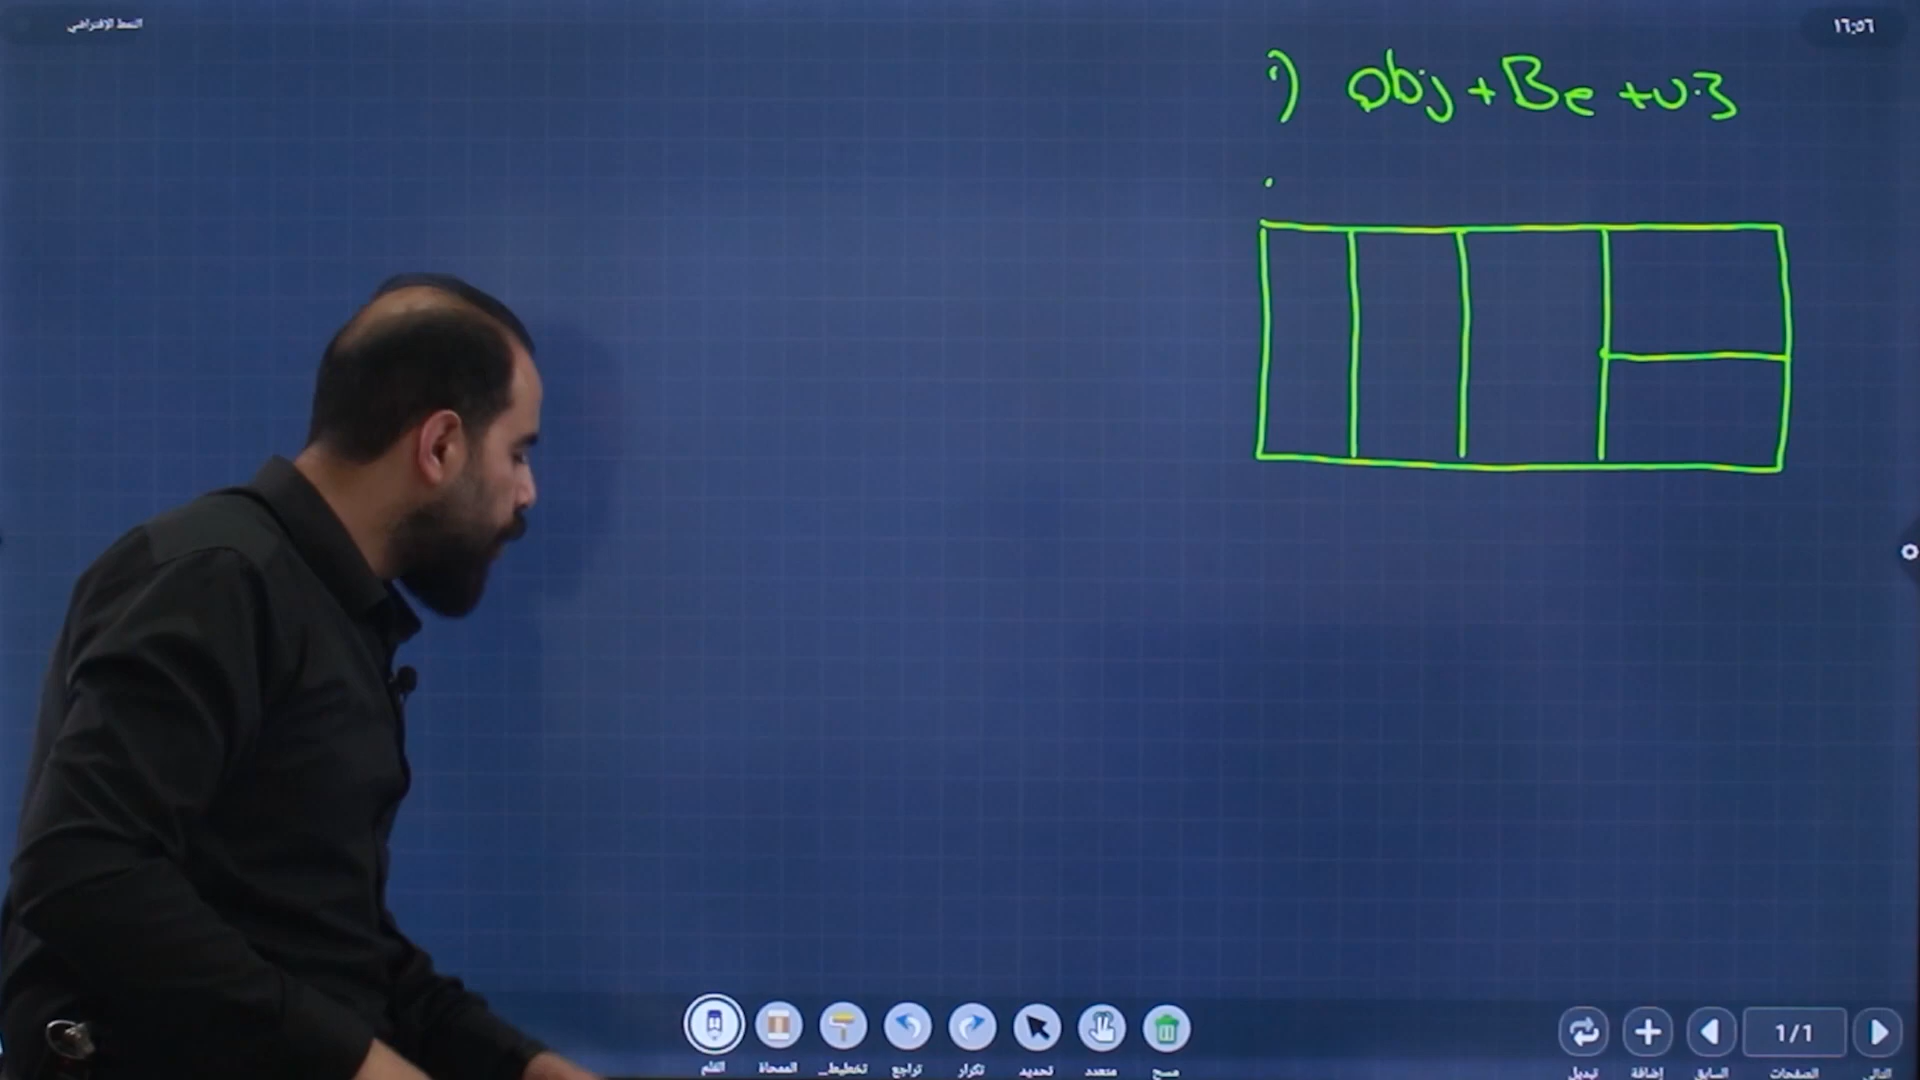 النمط الإفتراضي
١٦:٥٦
١) Obj + Be + v.3
القلم
الممحاة
تخطيط...
تراجع
تكرار
تحديد
متعدد
مسح
تبديل
إضافة
السابق
1/1
الصفحات
التالي